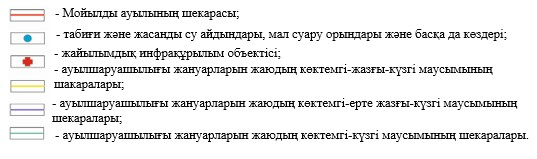 - Мойылды ауылының шекарасы;
- табиғи және жасанды су айдындары, мал суару орындары және басқа да көздері;
- жайылымдық инфрақұрылым объектісі;
- ауылшаруашылығы жануарларын жаюдың көктемгі-жазғы-күзгі маусымының
шакаралары;
- ауылшаруашылығы жануарларын жаюдың көктемгі-ерте жазғы-күзгі маусымының
шекаралары;
- ауылшаруашылығы жануарларын жаюдың көктемгі-күзгі маусымының шекаралары.